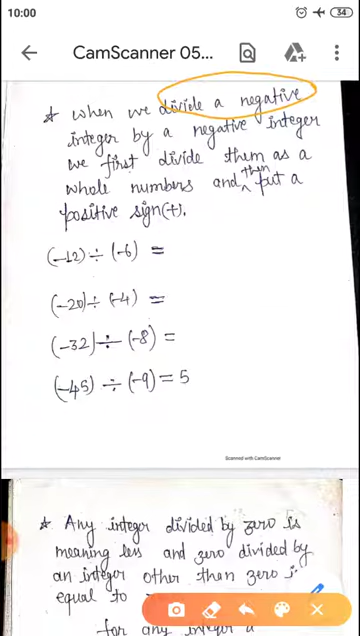 10:00
34
CamScanner 05...
* When we divide a negative
integer by a negative integer
we first divide them as a
whole numbers and then put a
positive sign(+).
(-12) ÷ (-6) =
(-20) ÷ (-4) =
(-32) ÷ (-8) =
(-45) ÷ (-9) = 5
Scanned with CamScanner
* Any integer divided by zero is
meaning less and zero divided by
an integer other than zero i
equal to
for any integer a